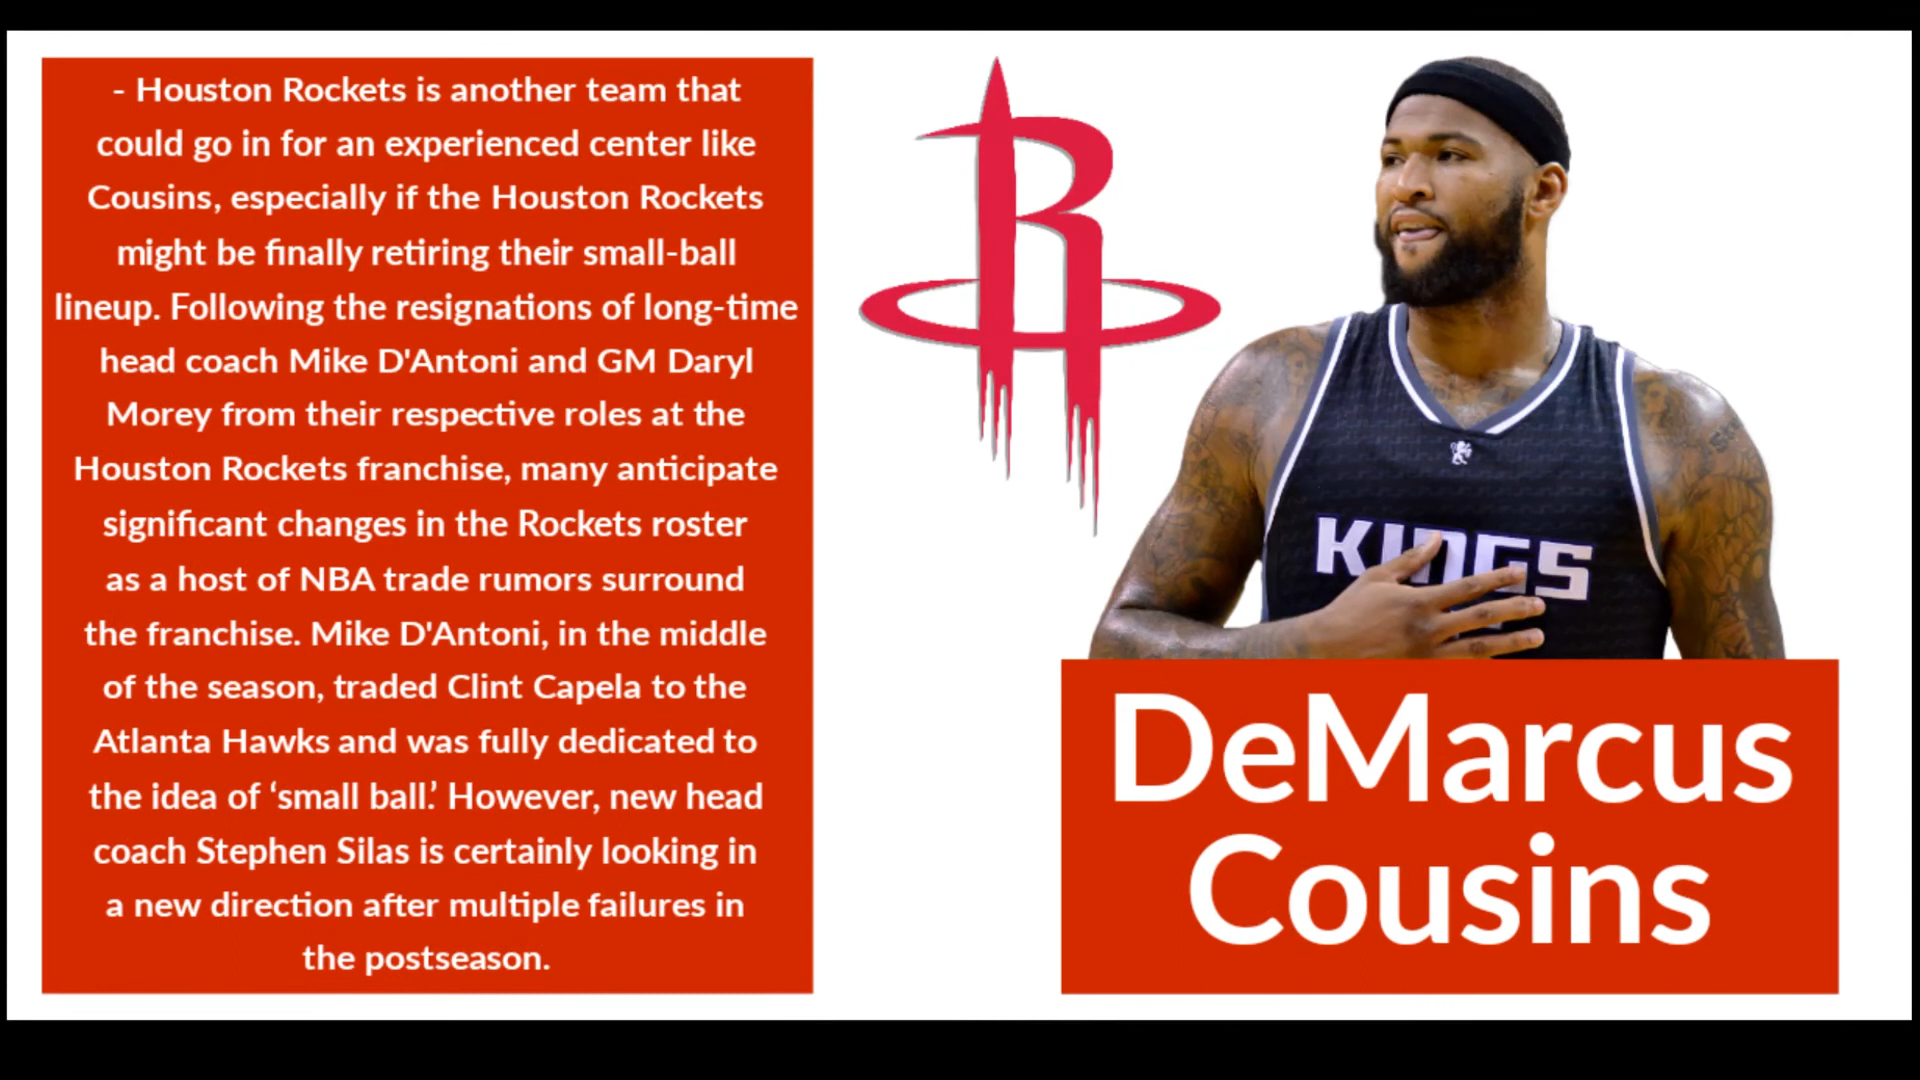 - Houston Rockets is another team that
could go in for an experienced center like
Cousins, especially if the Houston Rockets
might be finally retiring their small-ball
lineup. Following the resignations of long-time
head coach Mike D'Antoni and GM Daryl
Morey from their respective roles at the
Houston Rockets franchise, many anticipate
significant changes in the Rockets roster
as a host of NBA trade rumors surround
the franchise. Mike D'Antoni, in the middle
of the season, traded Clint Capela to the
Atlanta Hawks and was fully dedicated to
the idea of ‘small ball.’ However, new head
coach Stephen Silas is certainly looking in
a new direction after multiple failures in
the postseason.
R
KINGS
DeMarcus
Cousins